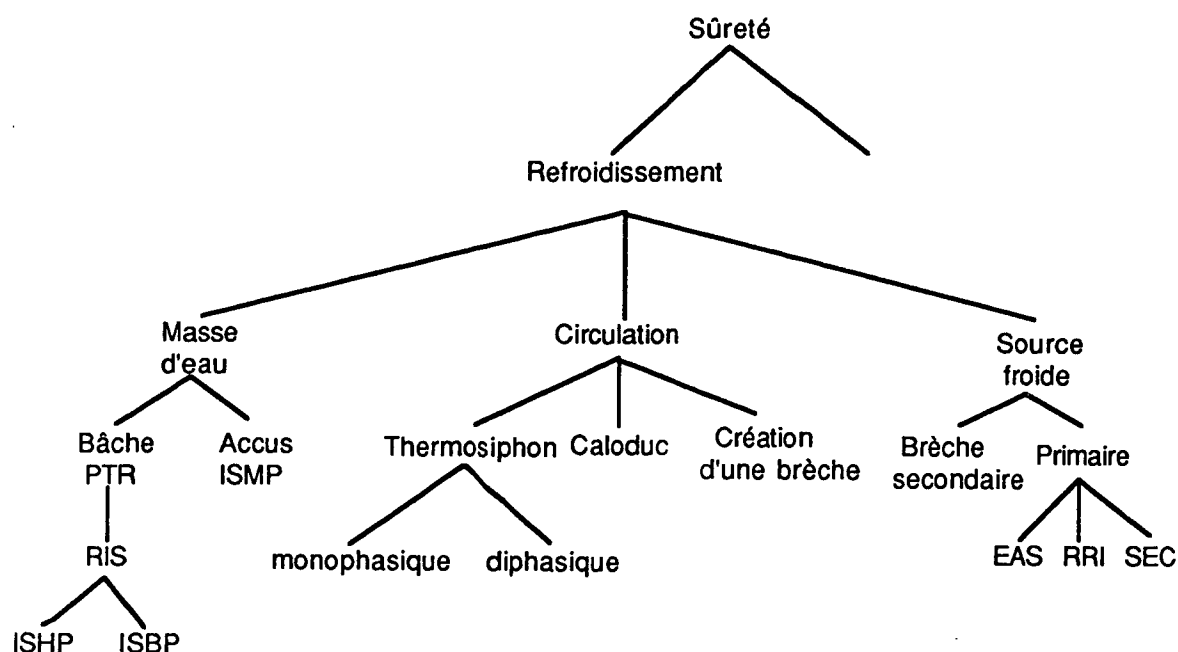 Sûreté
Refroidissement
Masse
d'eau
Circulation
Source
froide
Bâche
PTR
Accus
ISMP
Thermosiphon
Caloduc
Création
d'une brèche
Brèche
secondaire
Primaire
RIS
monophasique
diphasique
EAS
RRI
SEC
ISHP
ISBP